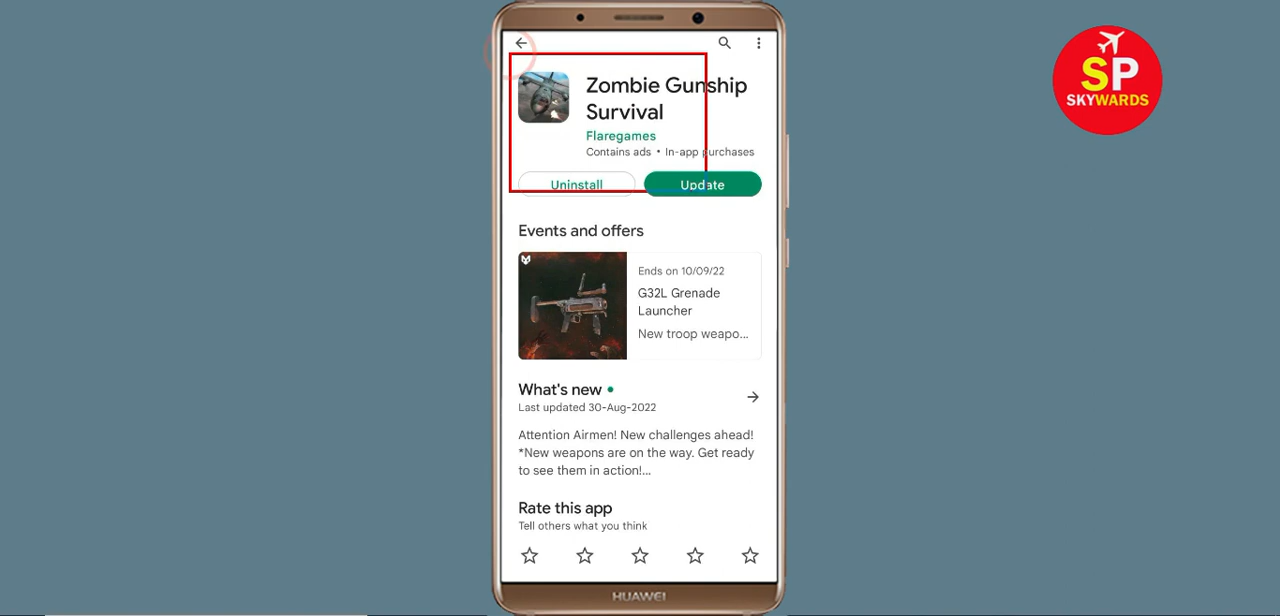 Zombie Gunship
Survival
Flaregames
Contains ads • In-app purchases
Uninstall
Update
Events and offers
Ends on 10/09/22
G32L Grenade
Launcher
New troop weapo...
What's new •
Last updated 30-Aug-2022
Attention Airmen! New challenges ahead!
*New weapons are on the way. Get ready
to see them in action!...
Rate this app
Tell others what you think
HUAWEI
SP
SKYWARDS